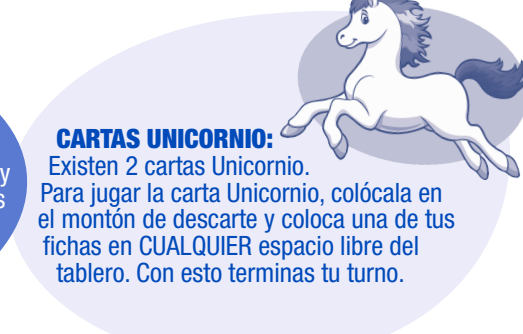 y
s
CARTAS UNICORNIO:
Existen 2 cartas Unicornio.
Para jugar la carta Unicornio, colócala en
el montón de descarte y coloca una de tus
fichas en CUALQUIER espacio libre del
tablero. Con esto terminas tu turno.